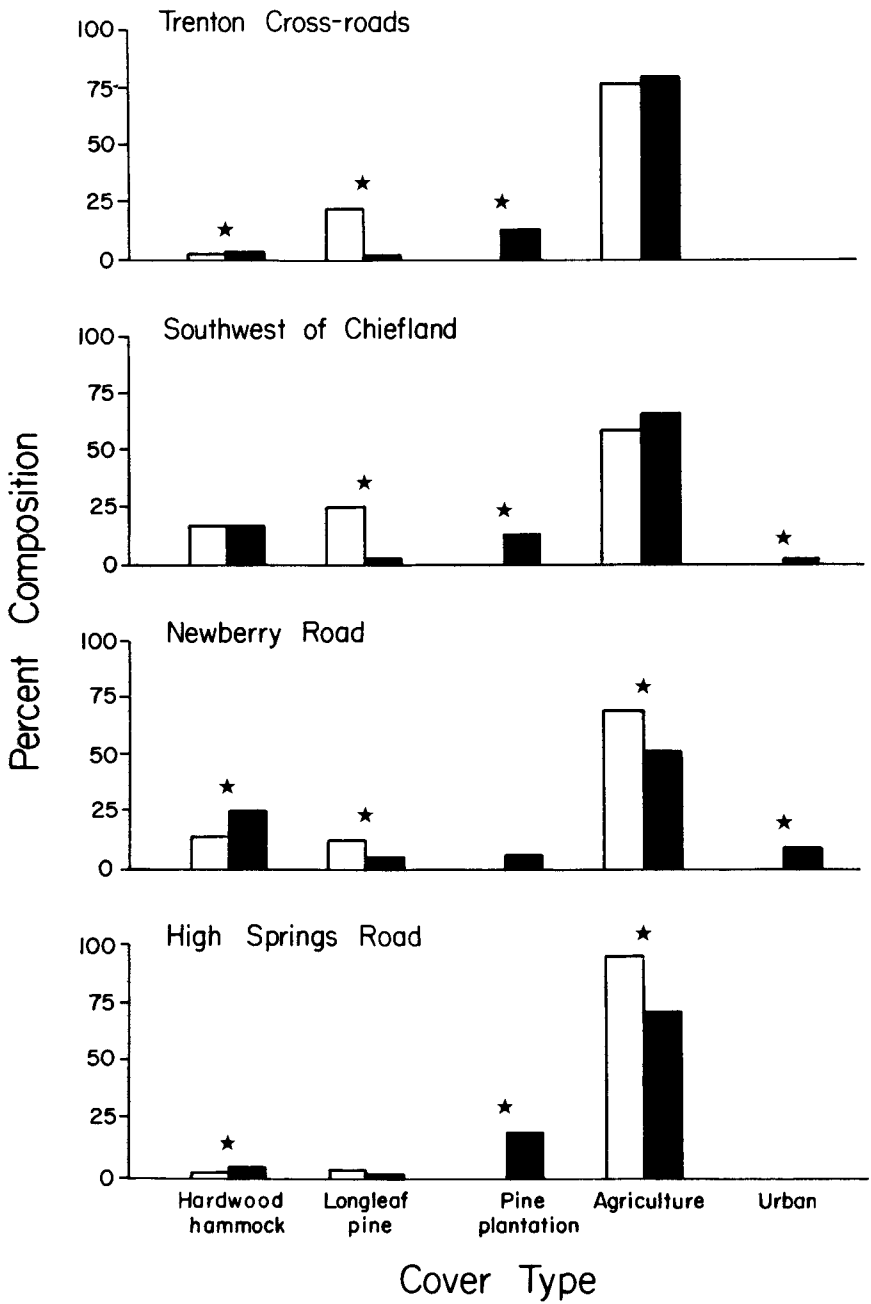 Trenton Cross-roads
100
75
50
25
0
Southwest of Chiefland
100
75
50
25
0
Newberry Road
100
75
50
25
0
High Springs Road
100
75
50
25
0
Percent Composition
Hardwood
hammock
Longleaf
pine
Pine
plantation
Agriculture
Urban
Cover Type